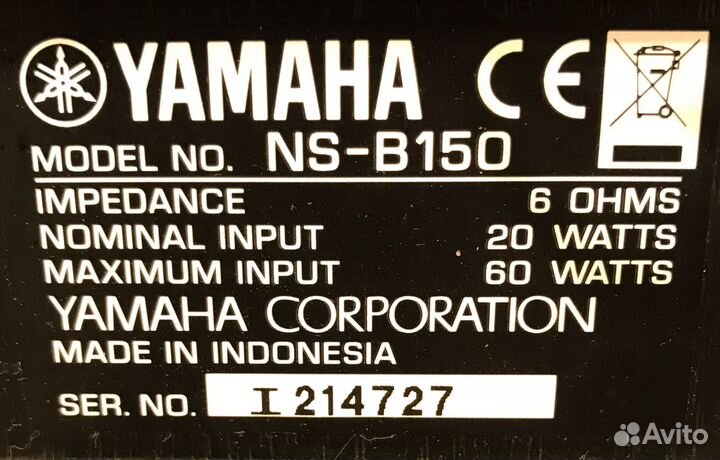 YAMAHA CE
MODEL NO. NS-B150
IMPEDANCE 6 OHMS
NOMINAL INPUT 20 WATTS
MAXIMUM INPUT 60 WATTS
YAMAHA CORPORATION
MADE IN INDONESIA
SER. NO. I 214727
Avito